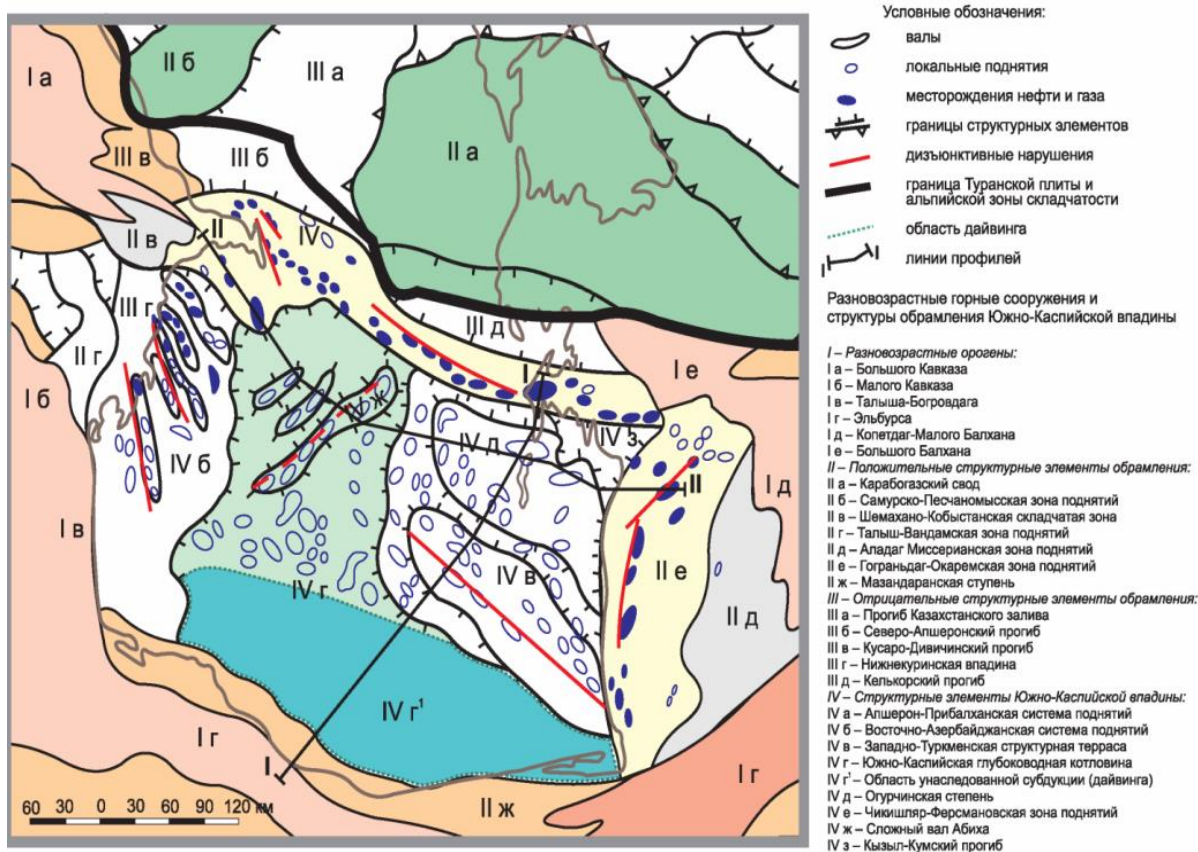 II б
III а
I а
III в
III б
II а
II в
II
IV
III г
III д
II г
I
I е
I б
IV ж
IV д
IV з
IV б
II
I д
I в
IV в
II е
IV г
II д
IV г¹
I г
I
I г
II ж
60 30 0 30 60 90 120 км
Условные обозначения:
валы
локальные поднятия
месторождения нефти и газа
границы структурных элементов
дизъюнктивные нарушения
граница Туранской плиты и
альпийской зоны складчатости
область дайвинга
I I
линии профилей
Разновозрастные горные сооружения и
структуры обрамления Южно-Каспийской впадины
I – Разновозрастные орогены:
I а – Большого Кавказа
I б – Малого Кавказа
I в – Талыша-Богровдага
I г – Эльбурса
I д – Копетдаг-Малого Балхана
I е – Большого Балхана
II – Положительные структурные элементы обрамления:
II а – Карабогазский свод
II б – Самурско-Песчаномысская зона поднятий
II в – Шемахано-Кобыстанская складчатая зона
II г – Талыш-Вандамская зона поднятий
II д – Аладаг Миссерианская зона поднятий
II е – Гограньдаг-Окаремская зона поднятий
II ж – Мазандаранская ступень
III – Отрицательные структурные элементы обрамления:
III а – Прогиб Казахстанского залива
III б – Северо-Апшеронский прогиб
III в – Кусаро-Дивичинский прогиб
III г – Нижнекуринская впадина
III д – Келькорский прогиб
IV – Структурные элементы Южно-Каспийской впадины:
IV а – Апшерон-Прибалханская система поднятий
IV б – Восточно-Азербайджанская система поднятий
IV в – Западно-Туркменская структурная терраса
IV г – Южно-Каспийская глубоководная котловина
IV г¹ – Область унаследованной субдукции (дайвинга)
IV д – Огурчинская степень
IV е – Чикишляр-Ферсмановская зона поднятий
IV ж – Сложный вал Абиха
IV з – Кызыл-Кумский прогиб